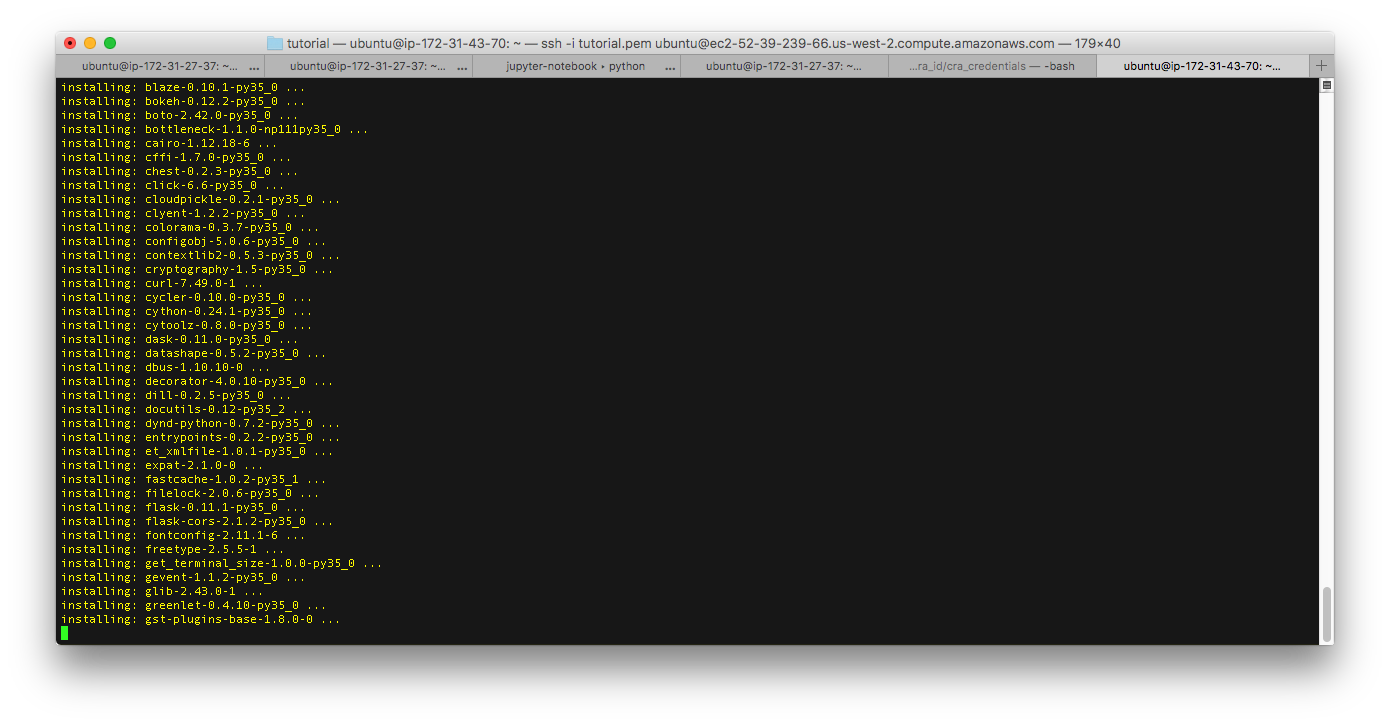 tutorial — ubuntu@ip-172-31-43-70: ~ — ssh -i tutorial.pem ubuntu@ec2-52-39-239-66.us-west-2.compute.amazonaws.com — 179×40
ubuntu@ip-172-31-27-37: ~... ... ubuntu@ip-172-31-27-37: ~... ... jupyter-notebook ▸ python ... ubuntu@ip-172-31-27-37: ~... ...ra_id/cra_credentials — -bash ubuntu@ip-172-31-43-70: ~... +
installing: blaze-0.10.1-py35_0 ...
installing: bokeh-0.12.2-py35_0 ...
installing: boto-2.42.0-py35_0 ...
installing: bottleneck-1.1.0-np111py35_0 ...
installing: cairo-1.12.18-6 ...
installing: cffi-1.7.0-py35_0 ...
installing: chest-0.2.3-py35_0 ...
installing: click-6.6-py35_0 ...
installing: cloudpickle-0.2.1-py35_0 ...
installing: clyent-1.2.2-py35_0 ...
installing: colorama-0.3.7-py35_0 ...
installing: configobj-5.0.6-py35_0 ...
installing: contextlib2-0.5.3-py35_0 ...
installing: cryptography-1.5-py35_0 ...
installing: curl-7.49.0-1 ...
installing: cycler-0.10.0-py35_0 ...
installing: cython-0.24.1-py35_0 ...
installing: cytoolz-0.8.0-py35_0 ...
installing: dask-0.11.0-py35_0 ...
installing: datashape-0.5.2-py35_0 ...
installing: dbus-1.10.10-0 ...
installing: decorator-4.0.10-py35_0 ...
installing: dill-0.2.5-py35_0 ...
installing: docutils-0.12-py35_2 ...
installing: dynd-python-0.7.2-py35_0 ...
installing: entrypoints-0.2.2-py35_0 ...
installing: et_xmlfile-1.0.1-py35_0 ...
installing: expat-2.1.0-0 ...
installing: fastcache-1.0.2-py35_1 ...
installing: filelock-2.0.6-py35_0 ...
installing: flask-0.11.1-py35_0 ...
installing: flask-cors-2.1.2-py35_0 ...
installing: fontconfig-2.11.1-6 ...
installing: freetype-2.5.5-1 ...
installing: get_terminal_size-1.0.0-py35_0 ...
installing: gevent-1.1.2-py35_0 ...
installing: glib-2.43.0-1 ...
installing: greenlet-0.4.10-py35_0 ...
installing: gst-plugins-base-1.8.0-0 ...